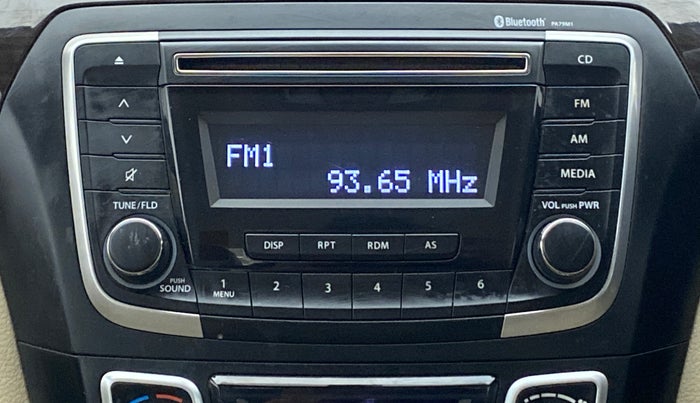 Bluetooth PA79M1
CD
FM
AM
MEDIA
FM1
93.65 MHz
TUNE/FLD
VOL PUSH PWR
DISP RPT RDM AS
PUSH
SOUND
1 2 3 4 5 6
MENU